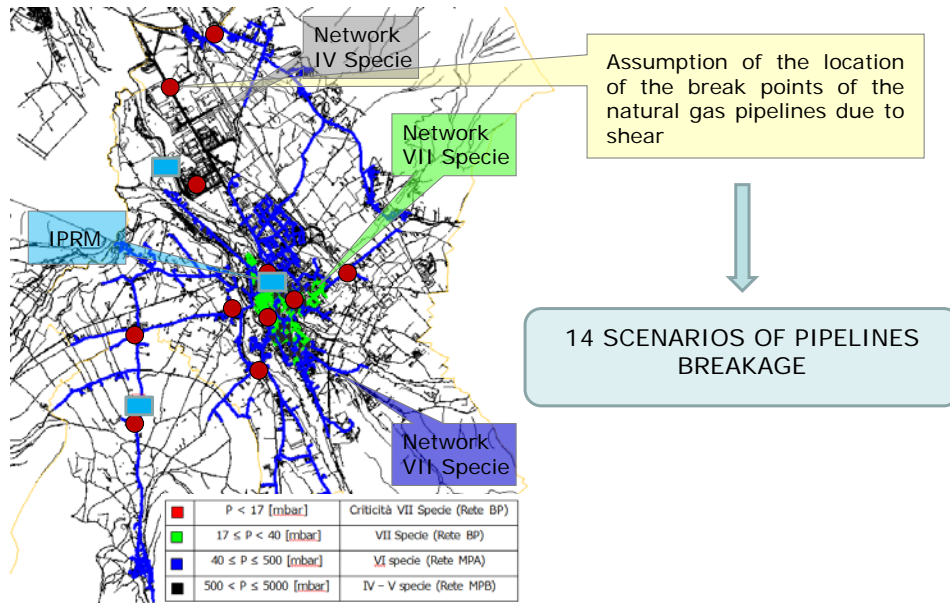 Network
IV Specie
Assumption of the location
of the break points of the
natural gas pipelines due to
shear
Network
VII Specie
IPRM
14 SCENARIOS OF PIPELINES
BREAKAGE
Network
VII Specie
P < 17 [mbar] Criticità VII Specie (Rete BP)
17 ≤ P < 40 [mbar] VII Specie (Rete BP)
40 ≤ P ≤ 500 [mbar] VI specie (Rete MPA)
500 < P ≤ 5000 [mbar] IV – V specie (Rete MPB)